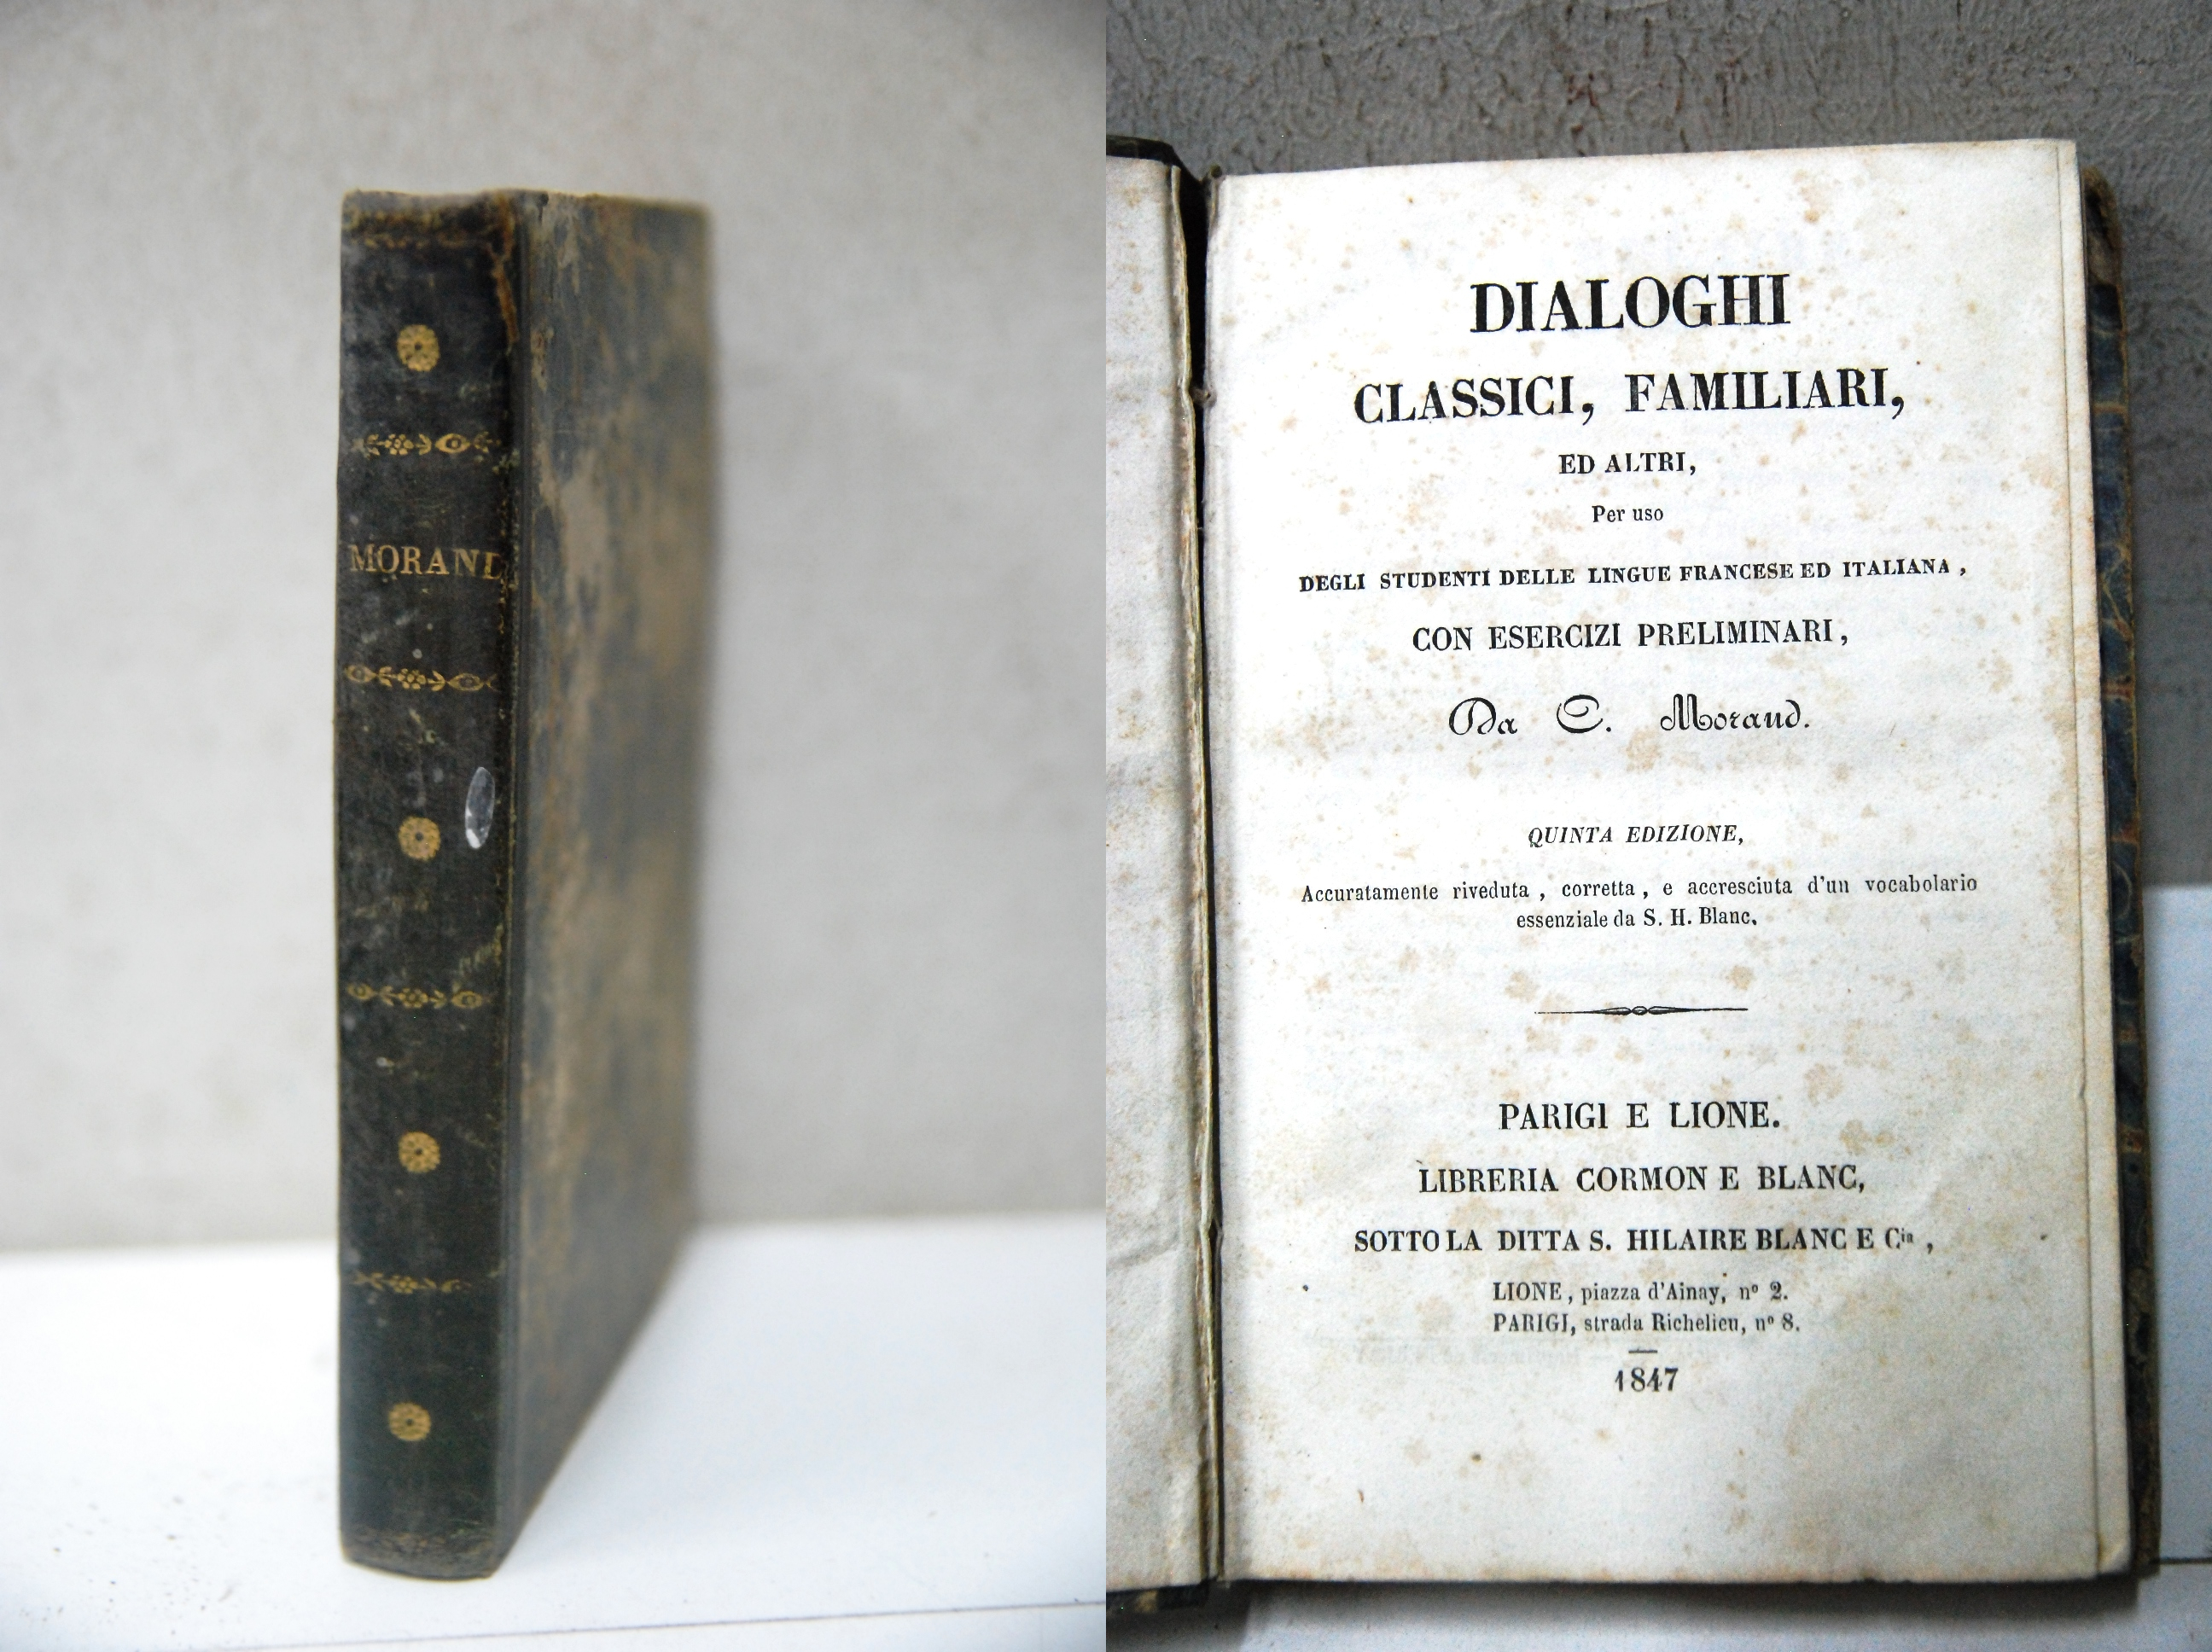 MORAND
DIALOGHI
CLASSICI, FAMILIARI,
ED ALTRI,
Per uso
DEGLI STUDENTI DELLE LINGUE FRANCESE ED ITALIANA,
CON ESERCIZI PRELIMINARI,
Da C. Morand.
QUINTA EDIZIONE,
Accuratamente riveduta, corretta, e accresciuta d'un vocabolario
essenziale da S. H. Blanc.
PARIGI E LIONE.
LIBRERIA CORMON E BLANC,
SOTTO LA DITTA S. HILAIRE BLANC E Cia,
LIONE, piazza d'Ainay, nº 2.
PARIGI, strada Richelieu, nº 8.
1847